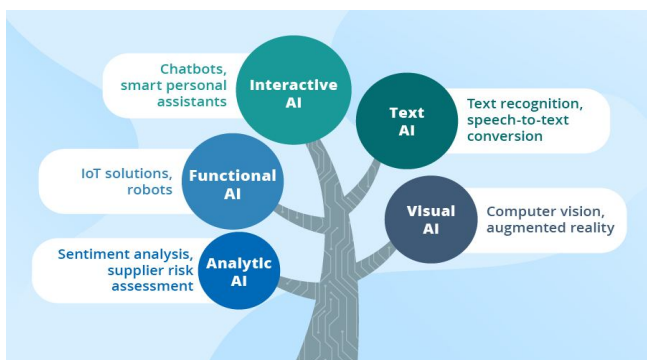 Chatbots,
smart personal
assistants
Interactive
AI
Text
AI
Text recognition,
speech-to-text
conversion
IoT solutions,
robots
Functional
AI
Visual
AI
Computer vision,
augmented reality
Sentiment analysis,
supplier risk
assessment
Analytic
AI